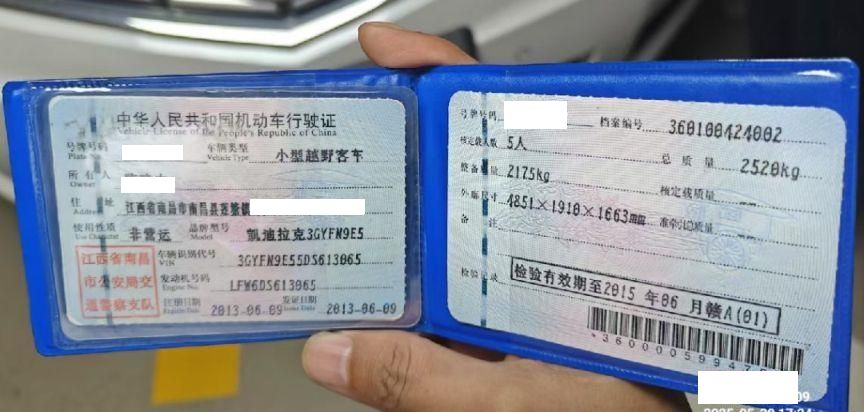 中华人民共和国机动车行驶证
Vehicle License of the People's Republic of China
号牌号码
Plate No.
车辆类型 小型越野客车
Vehicle Type
所有人
Owner
住址 江西省南昌市南昌县
Address
使用性质 非营运 品牌型号 凯迪拉克3GYFN9E5
Use Character Model
江西省南昌
市公安局交
通警察支队
车辆识别代号 3GYFN9E55DS613065
VIN
发动机号码 LFW6DS613065
Engine No.
注册日期 2013-06-09 发证日期 2013-06-09
Register Date Issue Date
号牌号码 档案编号 360100424002
核定载人数 5人 总质量 2520kg
整备质量 2175kg 核定载质量
外廓尺寸 4851×1910×1663mm 准牵引总质量
备注
检验记录 检验有效期至2015年06月赣A(01)
*36000059947